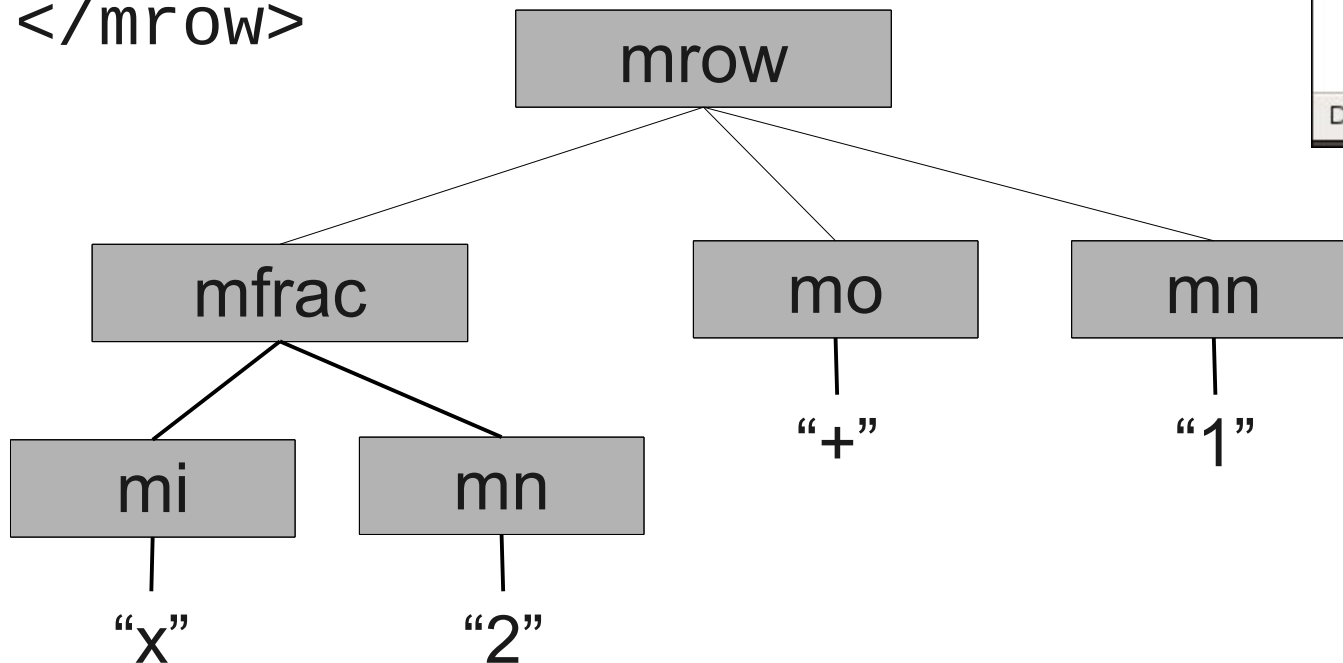 </mrow>
mrow
mfrac
mo
mn
“+”
“1”
mi
mn
“x”
“2”